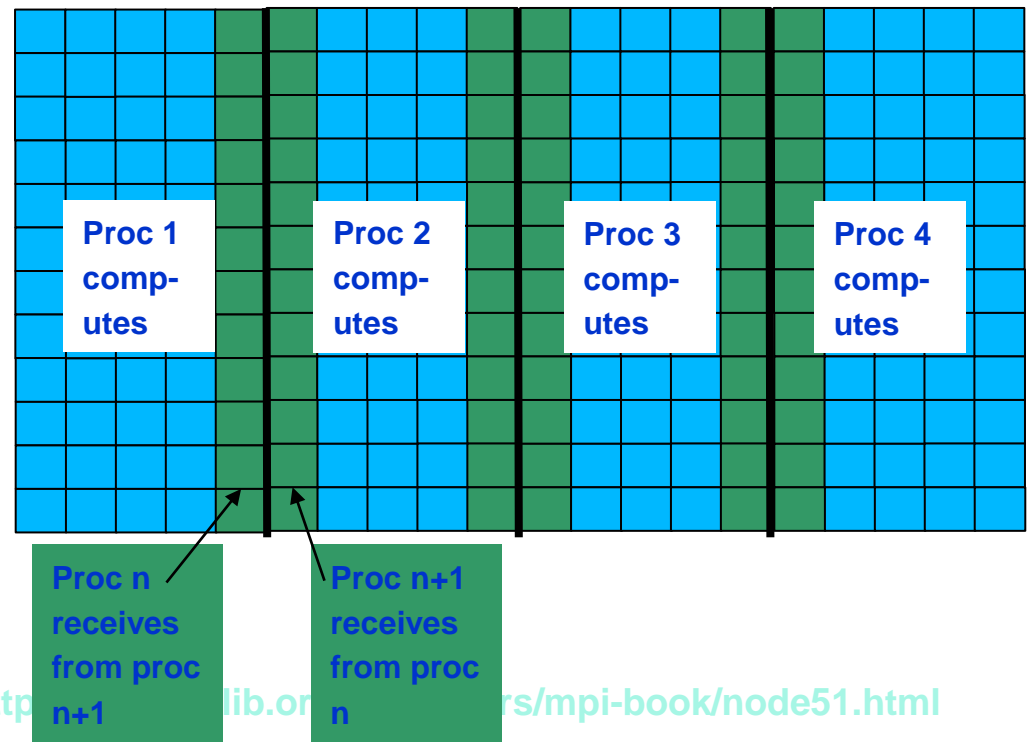 Proc 1
comp-
utes
Proc 2
comp-
utes
Proc 3
comp-
utes
Proc 4
comp-
utes
Proc n
receives
from proc
n+1
Proc n+1
receives
from proc
n
rs/mpi-book/node51.html